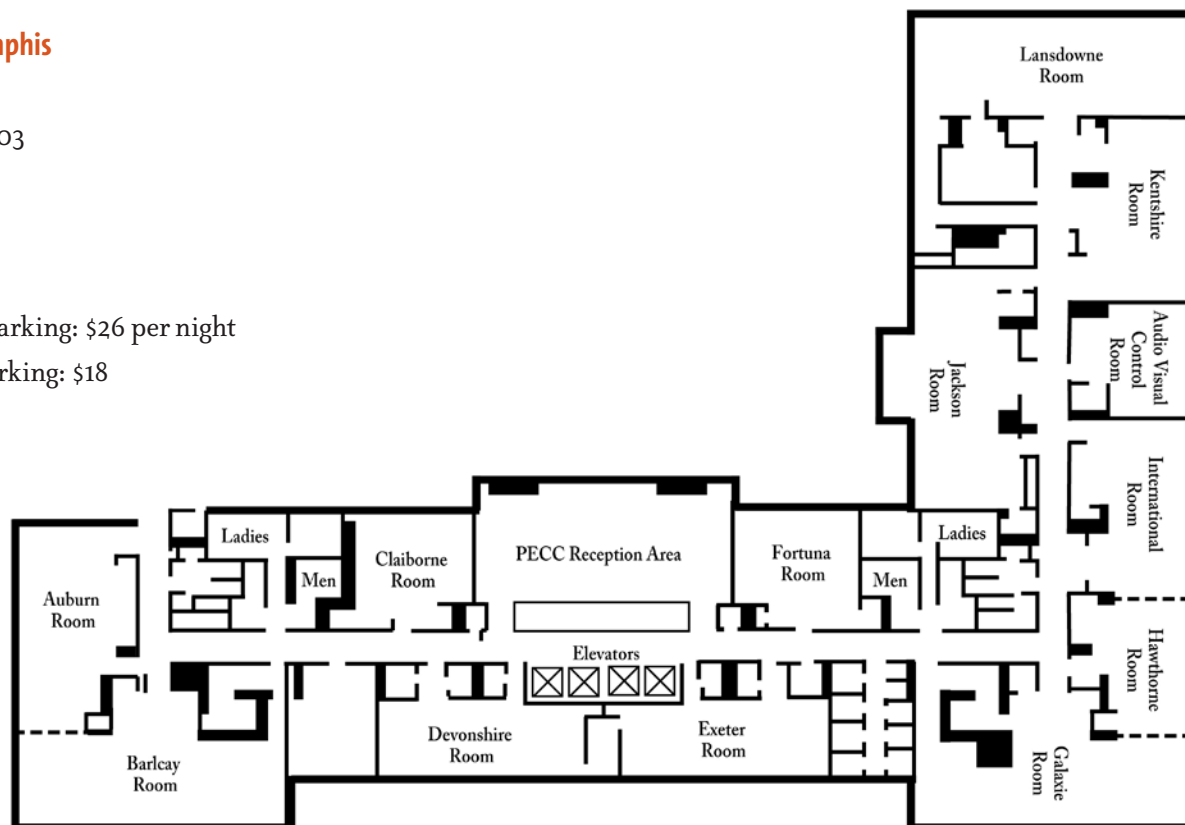 nphis
03
arking: $26 per night
rking: $18
Lansdowne
Room
Kentshire
Room
Audio Visual
Control
Room
Jackson
Room
International
Room
Ladies
Men
Claiborne
Room
PECC Reception Area
Fortuna
Room
Men
Ladies
Auburn
Room
Hawthorne
Room
Elevators
Devonshire
Room
Exeter
Room
Barlcay
Room
Galaxie
Room